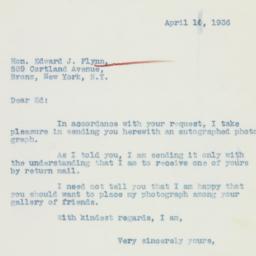 April 16, 1936
Hon. Edward J. Flynn,
529 Cortland Avenue,
Bronx, New York, N.Y.
Dear Ed:
In accordance with your request, I take
pleasure in sending you herewith an autographed photo-
graph.
As I told you, I am sending it only with
the understanding that I am to receive one of yours
by return mail.
I need not tell you that I am happy that
you should want to place my photograph among your
gallery of friends.
With kindest regards, I am,
Very sincerely yours,